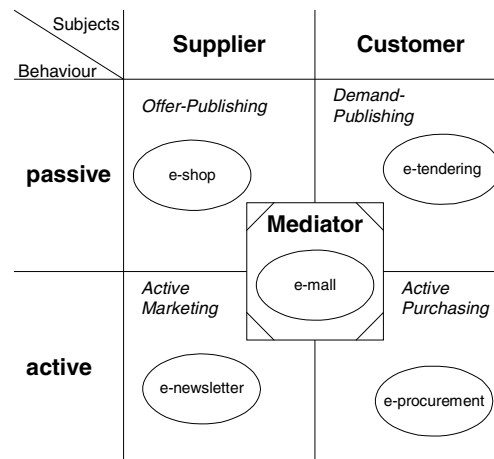 Subjects
Behaviour
Supplier
Customer
passive
Offer-Publishing
e-shop
Demand-
Publishing
e-tendering
Mediator
e-mall
active
Active
Marketing
e-newsletter
Active
Purchasing
e-procurement